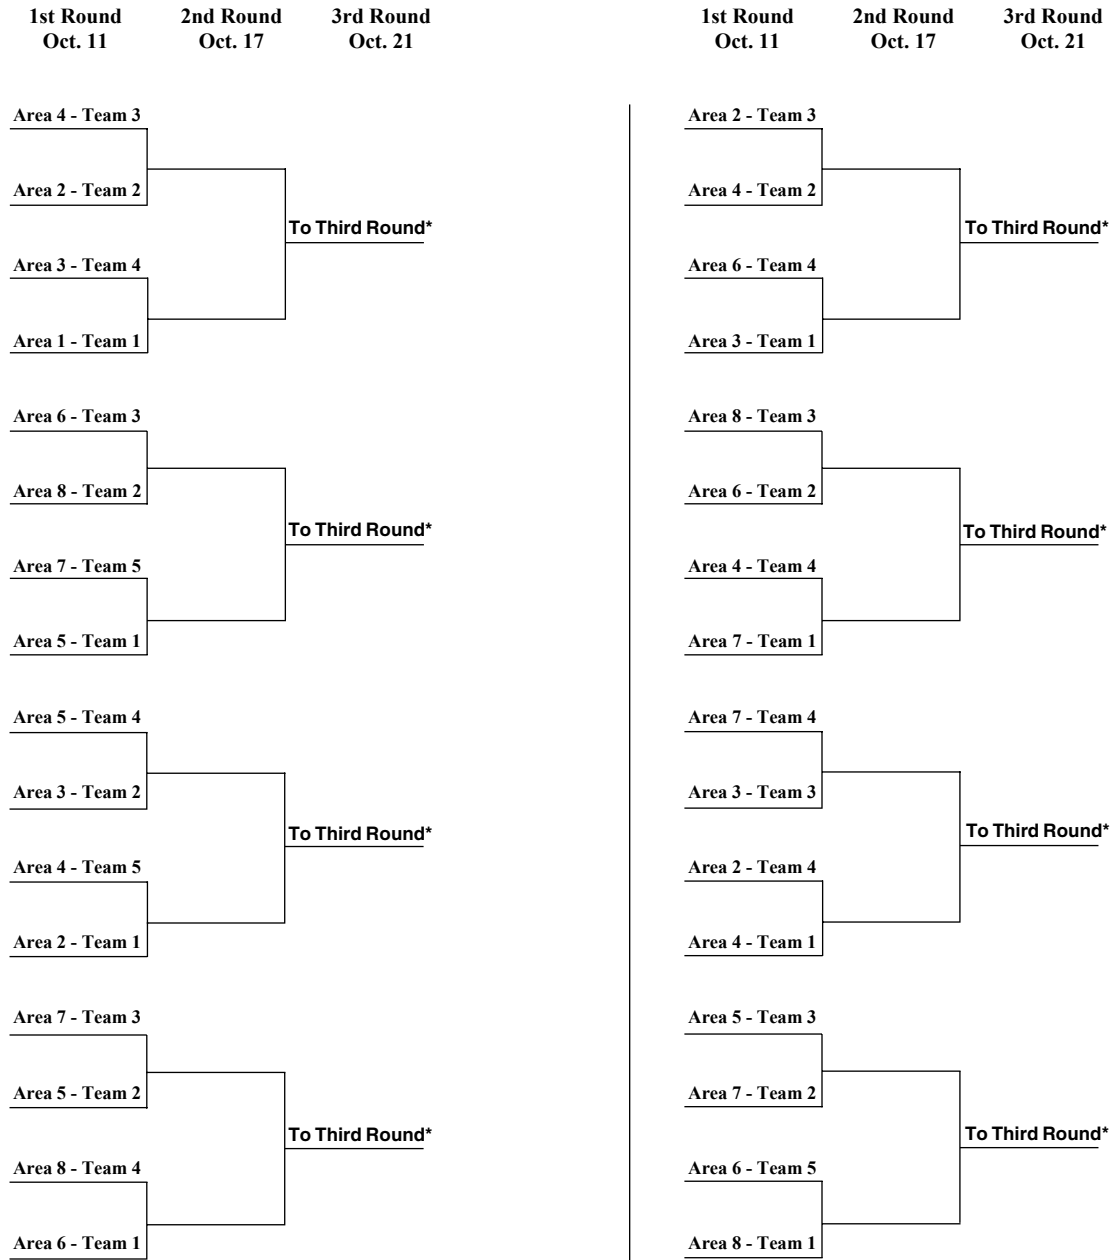 1st Round
Oct. 11
2nd Round
Oct. 17
3rd Round
Oct. 21
Area 4 - Team 3
Area 2 - Team 2
To Third Round*
Area 3 - Team 4
Area 1 - Team 1
Area 6 - Team 3
Area 8 - Team 2
To Third Round*
Area 7 - Team 5
Area 5 - Team 1
Area 5 - Team 4
Area 3 - Team 2
To Third Round*
Area 4 - Team 5
Area 2 - Team 1
Area 7 - Team 3
Area 5 - Team 2
To Third Round*
Area 8 - Team 4
Area 6 - Team 1
1st Round
Oct. 11
2nd Round
Oct. 17
3rd Round
Oct. 21
Area 2 - Team 3
Area 4 - Team 2
To Third Round*
Area 6 - Team 4
Area 3 - Team 1
Area 8 - Team 3
Area 6 - Team 2
To Third Round*
Area 4 - Team 4
Area 7 - Team 1
Area 7 - Team 4
Area 3 - Team 3
To Third Round*
Area 2 - Team 4
Area 4 - Team 1
Area 5 - Team 3
Area 7 - Team 2
To Third Round*
Area 6 - Team 5
Area 8 - Team 1